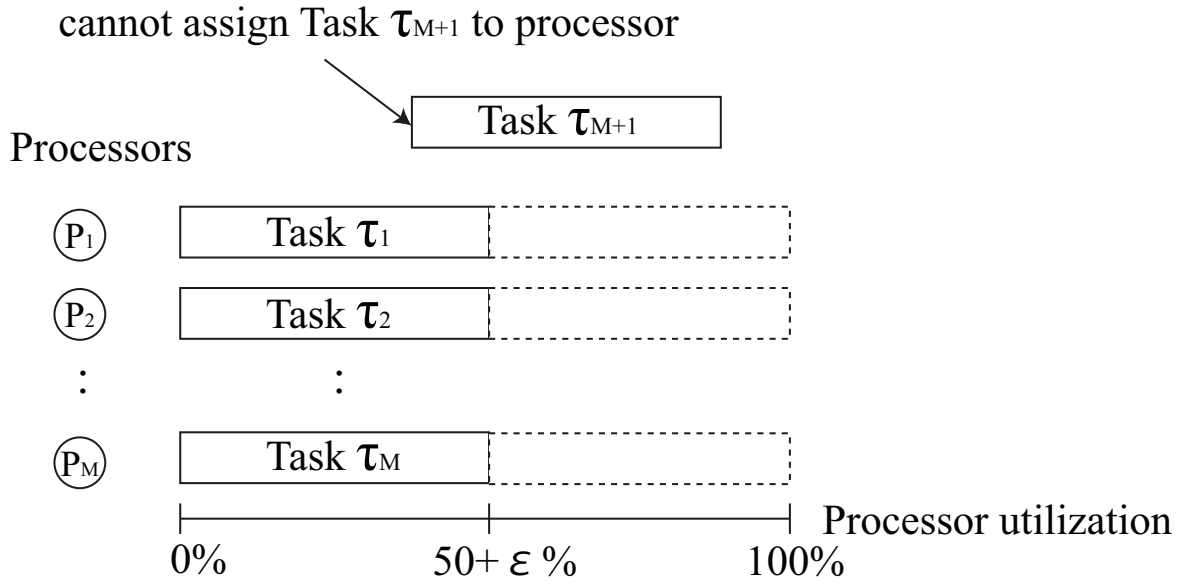 cannot assign Task τM+1 to processor
Task τM+1
Processors
P1 Task τ1
P2 Task τ2
: :
PM Task τM
Processor utilization
0% 50+ε% 100%